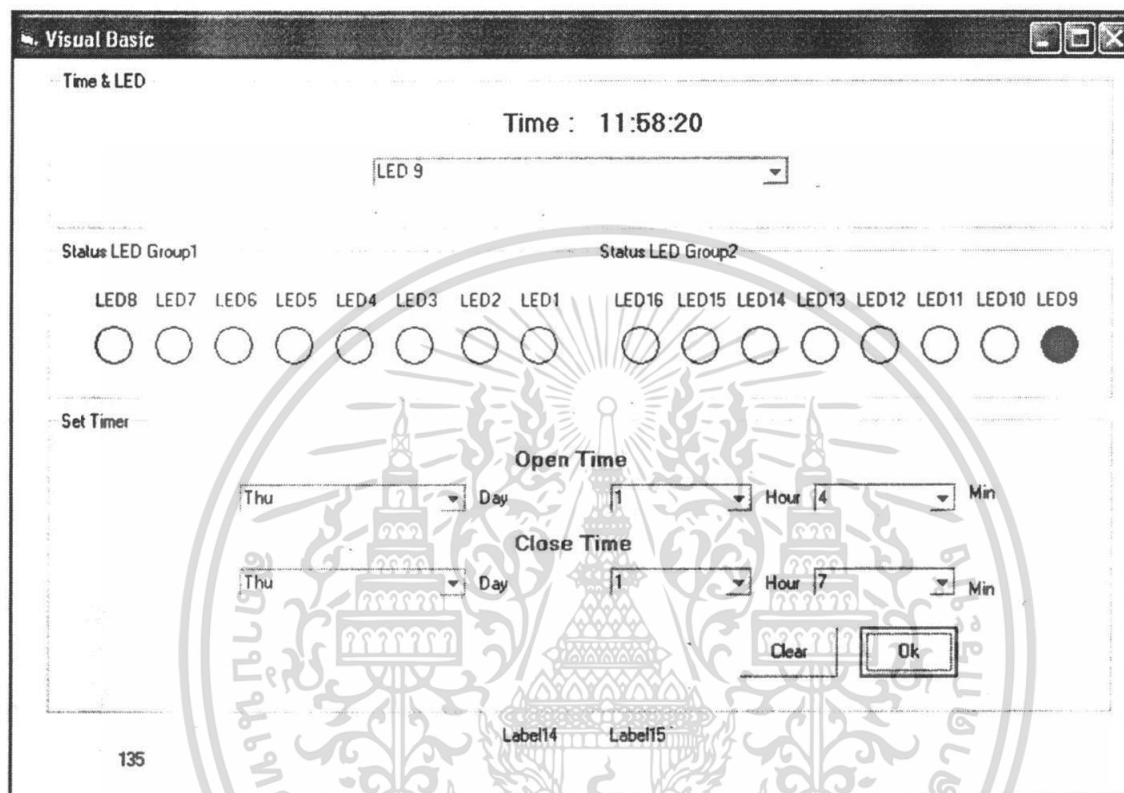 Visual Basic
Time & LED
Time : 11:58:20
LED 9
Status LED Group1
Status LED Group2
LED8 LED7 LED6 LED5 LED4 LED3 LED2 LED1 LED16 LED15 LED14 LED13 LED12 LED11 LED10 LED9
Set Timer
Open Time
Thu Day 1 Hour 4 Min
Close Time
Thu Day 1 Hour 7 Min
Clear Ok
Label14 Label15
135